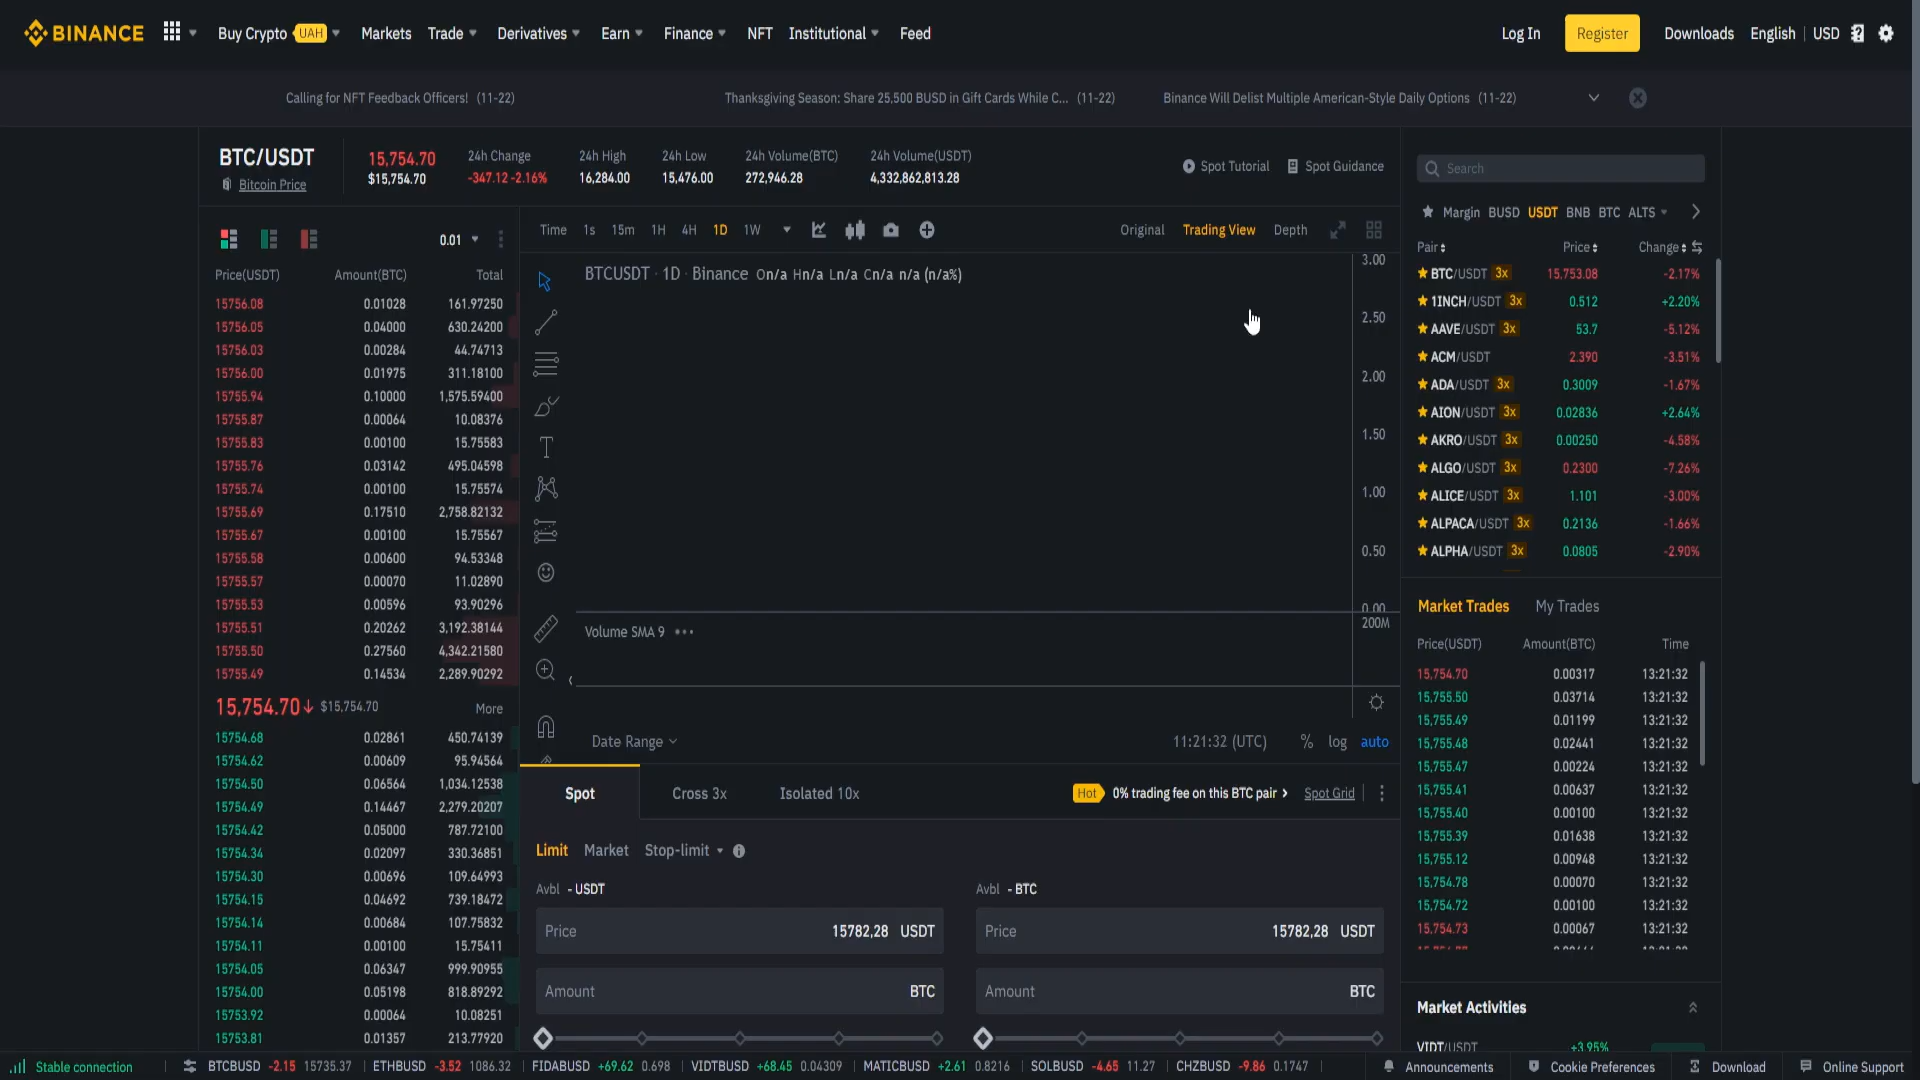 BINANCE
Buy Crypto UAH Markets Trade Derivatives Earn Finance NFT Institutional Feed Log In Register Downloads English USD
Calling for NFT Feedback Officers! (11-22) Thanksgiving Season: Share 25,500 BUSD in Gift Cards While C... (11-22) Binance Will Delist Multiple American-Style Daily Options (11-22)
BTC/USDT
Bitcoin Price
15,754.70
$15,754.70
24h Change
-347.12 -2.16%
24h High
16,284.00
24h Low
15,476.00
24h Volume(BTC)
272,946.28
24h Volume(USDT)
4,332,862,813.28
Spot Tutorial Spot Guidance
0.01
Price(USDT) Amount(BTC) Total
15756.08 0.01028 161.97250
15756.05 0.04000 630.24200
15756.03 0.00284 44.74713
15756.00 0.01975 311.18100
15755.94 0.10000 1,575.59400
15755.87 0.00064 10.08376
15755.83 0.00100 15.75583
15755.76 0.03142 495.04598
15755.74 0.00100 15.75574
15755.69 0.17510 2,758.82132
15755.67 0.00100 15.75567
15755.58 0.00600 94.53348
15755.57 0.00070 11.02890
15755.53 0.00596 93.90296
15755.51 0.20262 3,192.38144
15755.50 0.27560 4,342.21580
15755.49 0.14534 2,289.90292
15,754.70 $15,754.70 More
15754.68 0.02861 450.74139
15754.62 0.00609 95.94564
15754.50 0.06564 1,034.12538
15754.49 0.14467 2,279.20207
15754.42 0.05000 787.72100
15754.34 0.02097 330.36851
15754.30 0.00696 109.64993
15754.15 0.04692 739.18472
15754.14 0.00684 107.75832
15754.11 0.00100 15.75411
15754.05 0.06347 999.90955
15754.00 0.05198 818.89292
15753.92 0.00064 10.08251
15753.81 0.01357 213.77920
Time 1s 15m 1H 4H 1D 1W Original Trading View Depth
BTCUSDT · 1D · Binance On/a Hn/a Ln/a Cn/a n/a (n/a%)
3.00
2.50
2.00
1.50
1.00
0.50
0.00
Volume SMA 9
200M
Date Range 11:21:32 (UTC) % log auto
Spot Cross 3x Isolated 10x Hot 0% trading fee on this BTC pair Spot Grid
Limit Market Stop-limit
Avbl - USDT
Price 15782,28 USDT
Amount BTC
Avbl - BTC
Price 15782,28 USDT
Amount BTC
Search
Margin BUSD USDT BNB BTC ALTS
Pair Price Change
BTC/USDT 3x 15,753.08 -2.17%
1INCH/USDT 3x 0.512 +2.20%
AAVE/USDT 3x 53.7 -5.12%
ACM/USDT 2.390 -3.51%
ADA/USDT 3x 0.3009 -1.67%
AION/USDT 3x 0.02836 +2.64%
AKRO/USDT 3x 0.00250 -4.58%
ALGO/USDT 3x 0.2300 -7.26%
ALICE/USDT 3x 1.101 -3.00%
ALPACA/USDT 3x 0.2136 -1.66%
ALPHA/USDT 3x 0.0805 -2.90%
Market Trades My Trades
Price(USDT) Amount(BTC) Time
15,754.70 0.00317 13:21:32
15,755.50 0.03714 13:21:32
15,755.49 0.01199 13:21:32
15,755.48 0.02441 13:21:32
15,755.47 0.00224 13:21:32
15,755.41 0.00637 13:21:32
15,755.40 0.00100 13:21:32
15,755.39 0.01638 13:21:32
15,755.12 0.00948 13:21:32
15,754.78 0.00070 13:21:32
15,754.72 0.00100 13:21:32
15,754.73 0.00067 13:21:32
Market Activities
VIDT/USDT +3.95%
Stable connection BTCBUSD -2.15 15735.37 ETHBUSD -3.52 1086.32 FIDABUSD +69.62 0.698 VIDTBUSD +68.45 0.04309 MATICBUSD +2.61 0.8216 SOLBUSD -4.65 11.27 CHZBUSD -9.86 0.1747 Announcements Cookie Preferences Download Online Support